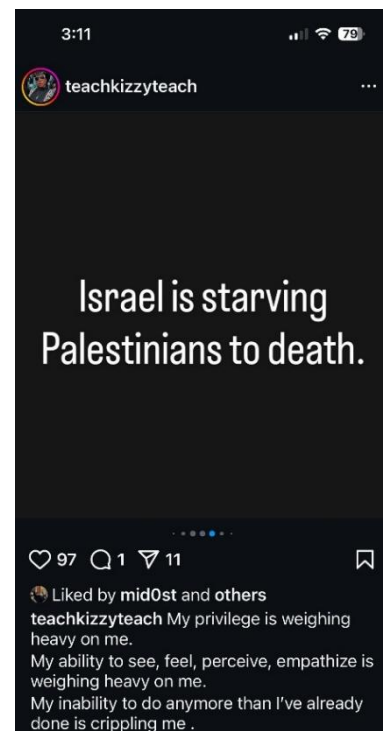 3:11 79
teachkizzyteach
Israel is starving
Palestinians to death.
97 1 11
Liked by mid0st and others
teachkizzyteach My privilege is weighing
heavy on me.
My ability to see, feel, perceive, empathize is
weighing heavy on me.
My inability to do anymore than I've already
done is crippling me .